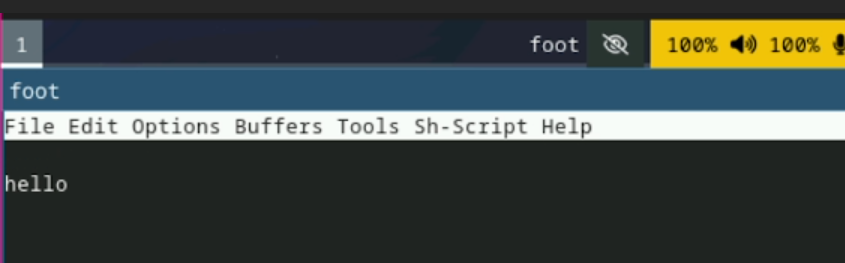 1 foot 100% 100%
foot
File Edit Options Buffers Tools Sh-Script Help
hello